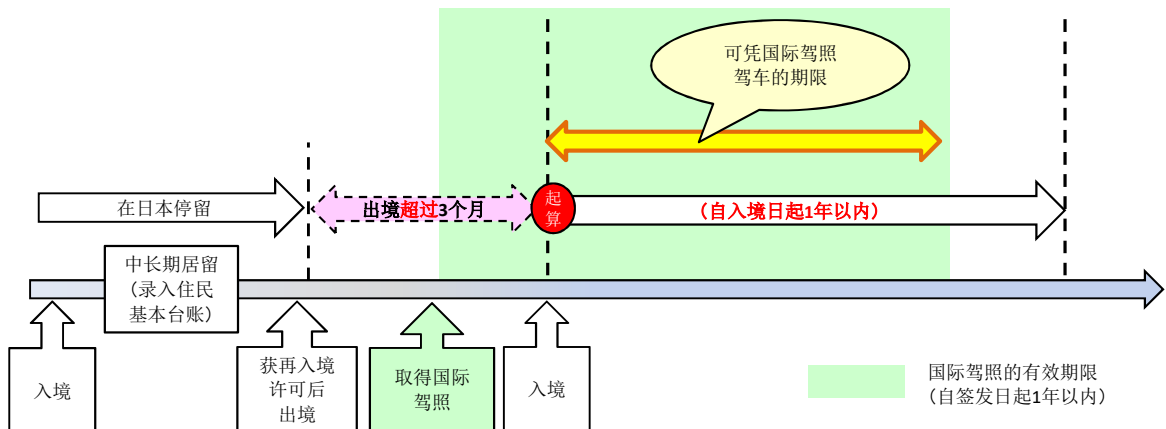 可凭国际驾照
驾车的期限
在日本停留
出境超过3个月
起
算
（自入境日起1年以内）
中长期居留
（录入住民
基本台账）
入境
获再入境
许可后
出境
取得国际
驾照
入境
国际驾照的有效期限
（自签发日起1年以内）